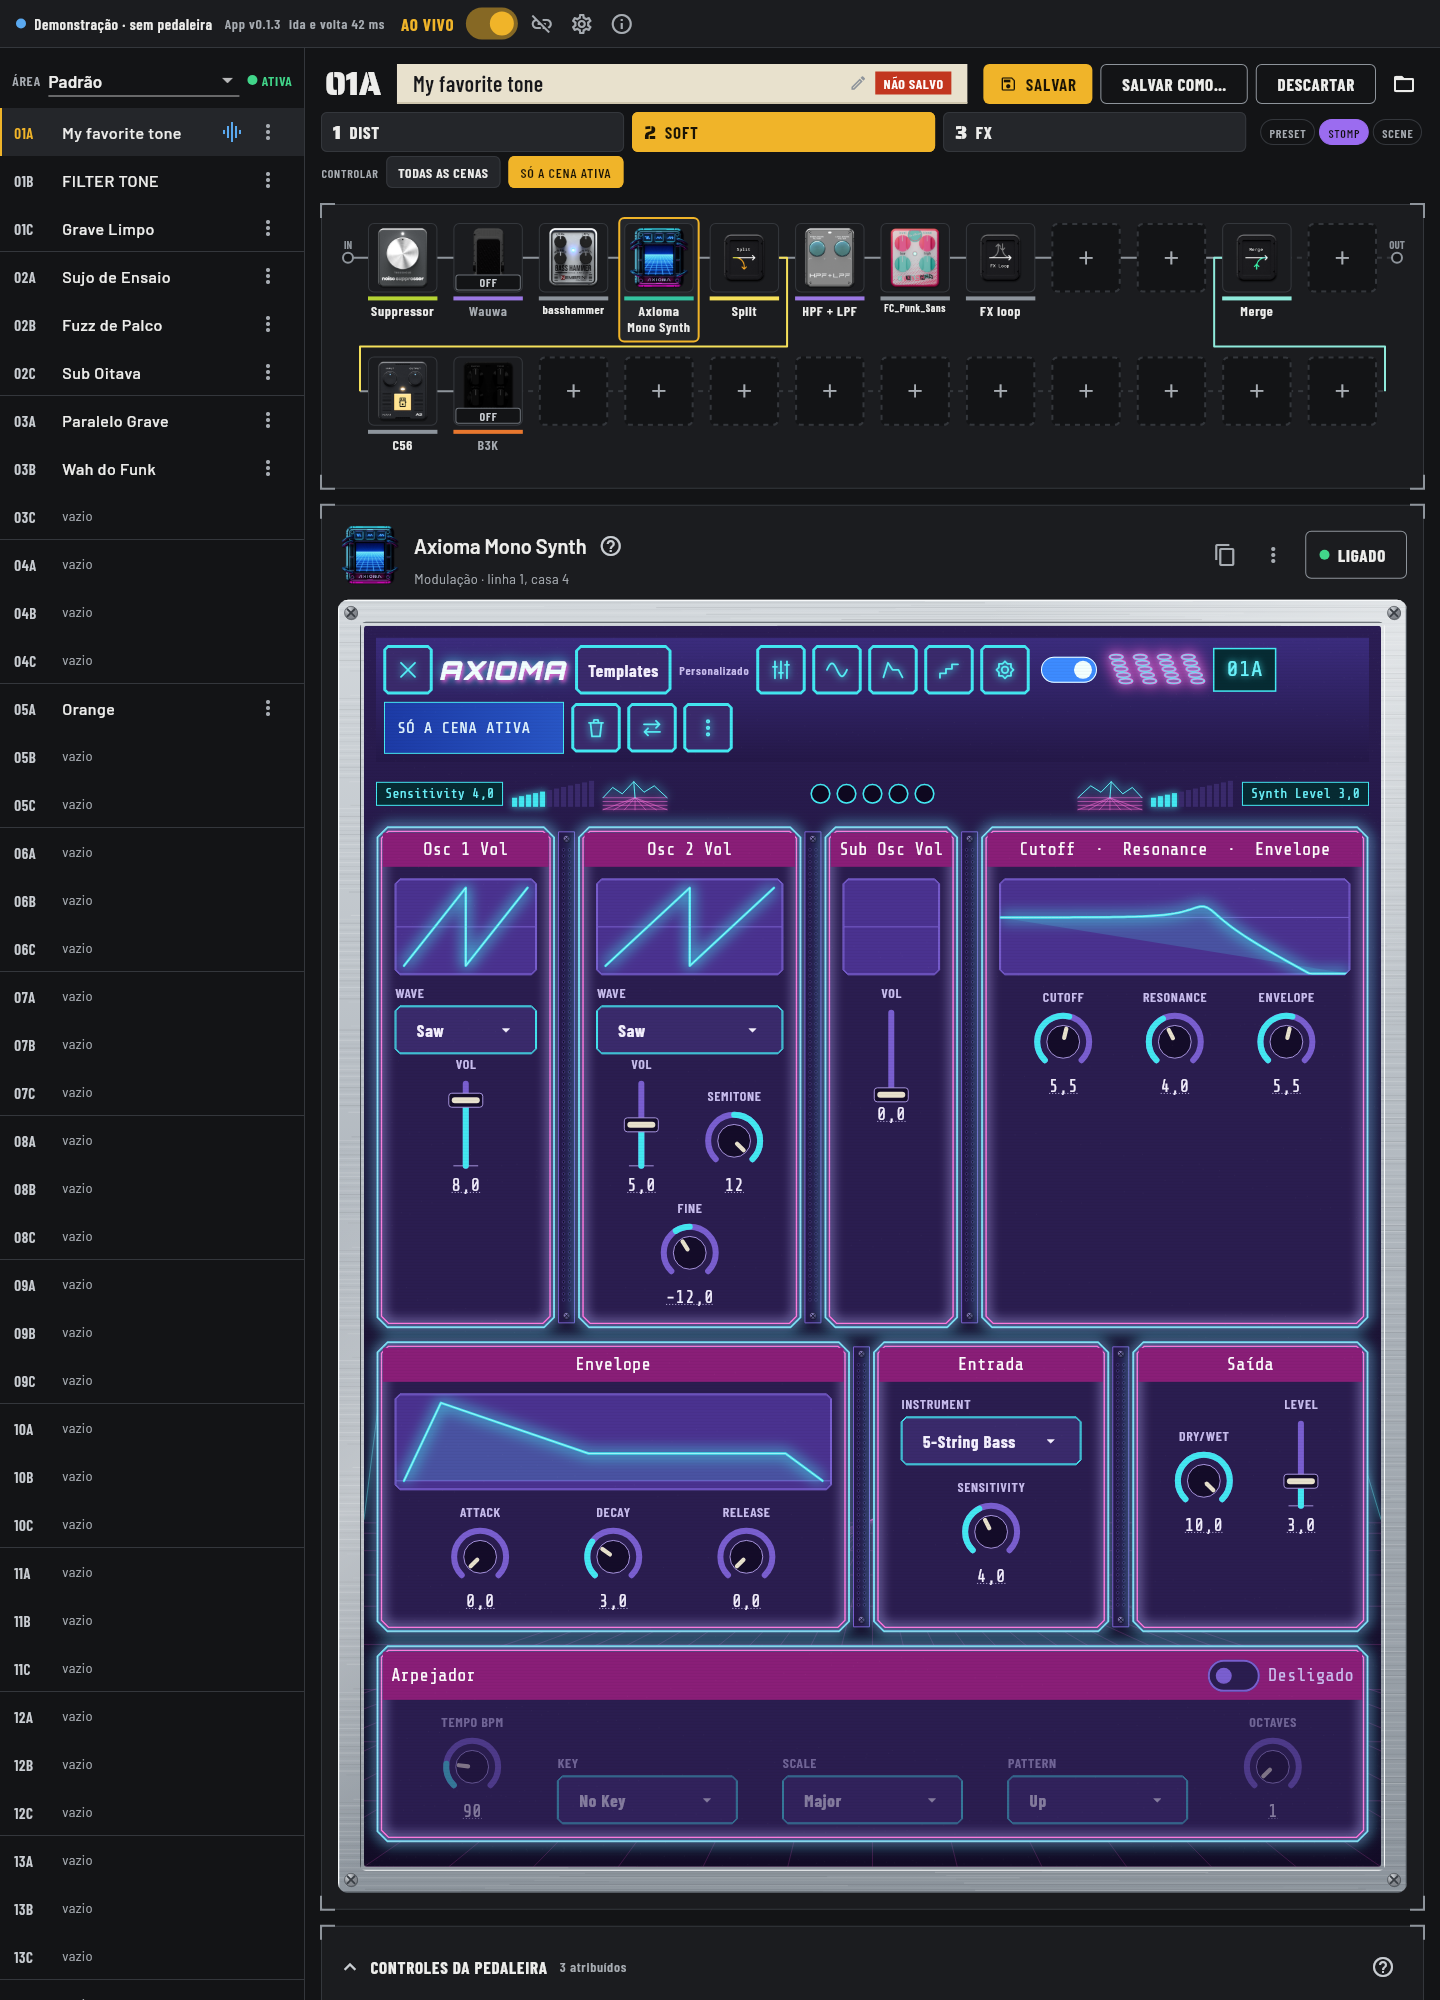 Demonstração · sem pedaleira App v0.1.3 Ida e volta 42 ms AO VIVO
ÁREA Padrão ATIVA
01A My favorite tone
01B FILTER TONE
01C Grave Limpo
02A Sujo de Ensaio
02B Fuzz de Palco
02C Sub Oitava
03A Paralelo Grave
03B Wah do Funk
03C vazio
04A vazio
04B vazio
04C vazio
05A Orange
05B vazio
05C vazio
06A vazio
06B vazio
06C vazio
07A vazio
07B vazio
07C vazio
08A vazio
08B vazio
08C vazio
09A vazio
09B vazio
09C vazio
10A vazio
10B vazio
10C vazio
11A vazio
11B vazio
11C vazio
12A vazio
12B vazio
12C vazio
13A vazio
13B vazio
13C vazio
01A My favorite tone NÃO SALVO SALVAR SALVAR COMO... DESCARTAR
1 DIST 2 SOFT 3 FX PRESET STOMP SCENE
CONTROLAR TODAS AS CENAS SÓ A CENA ATIVA
IN OFF Split HPF+LPF FX Loop Merge OUT
Suppressor Wauwa basshammer Axioma Mono Synth Split HPF + LPF FC_Punk_Sans FX loop Merge
OFF
C56 B3K
Axioma Mono Synth
Modulação · linha 1, casa 4
LIGADO
AXIOMA Templates Personalizado 01A
SÓ A CENA ATIVA
Sensitivity 4,0 Synth Level 3,0
Osc 1 Vol Osc 2 Vol Sub Osc Vol Cutoff · Resonance · Envelope
WAVE WAVE VOL CUTOFF RESONANCE ENVELOPE
Saw Saw
VOL VOL SEMITONE 5,5 4,0 5,5
0,0
8,0 5,0 12
FINE
-12,0
Envelope Entrada Saída
INSTRUMENT LEVEL
5-String Bass DRY/WET
ATTACK DECAY RELEASE SENSITIVITY
10,0 3,0
0,0 3,0 0,0 4,0
Arpejador Desligado
TEMPO BPM KEY SCALE PATTERN OCTAVES
90 No Key Major Up 1
CONTROLES DA PEDALEIRA 3 atribuídos